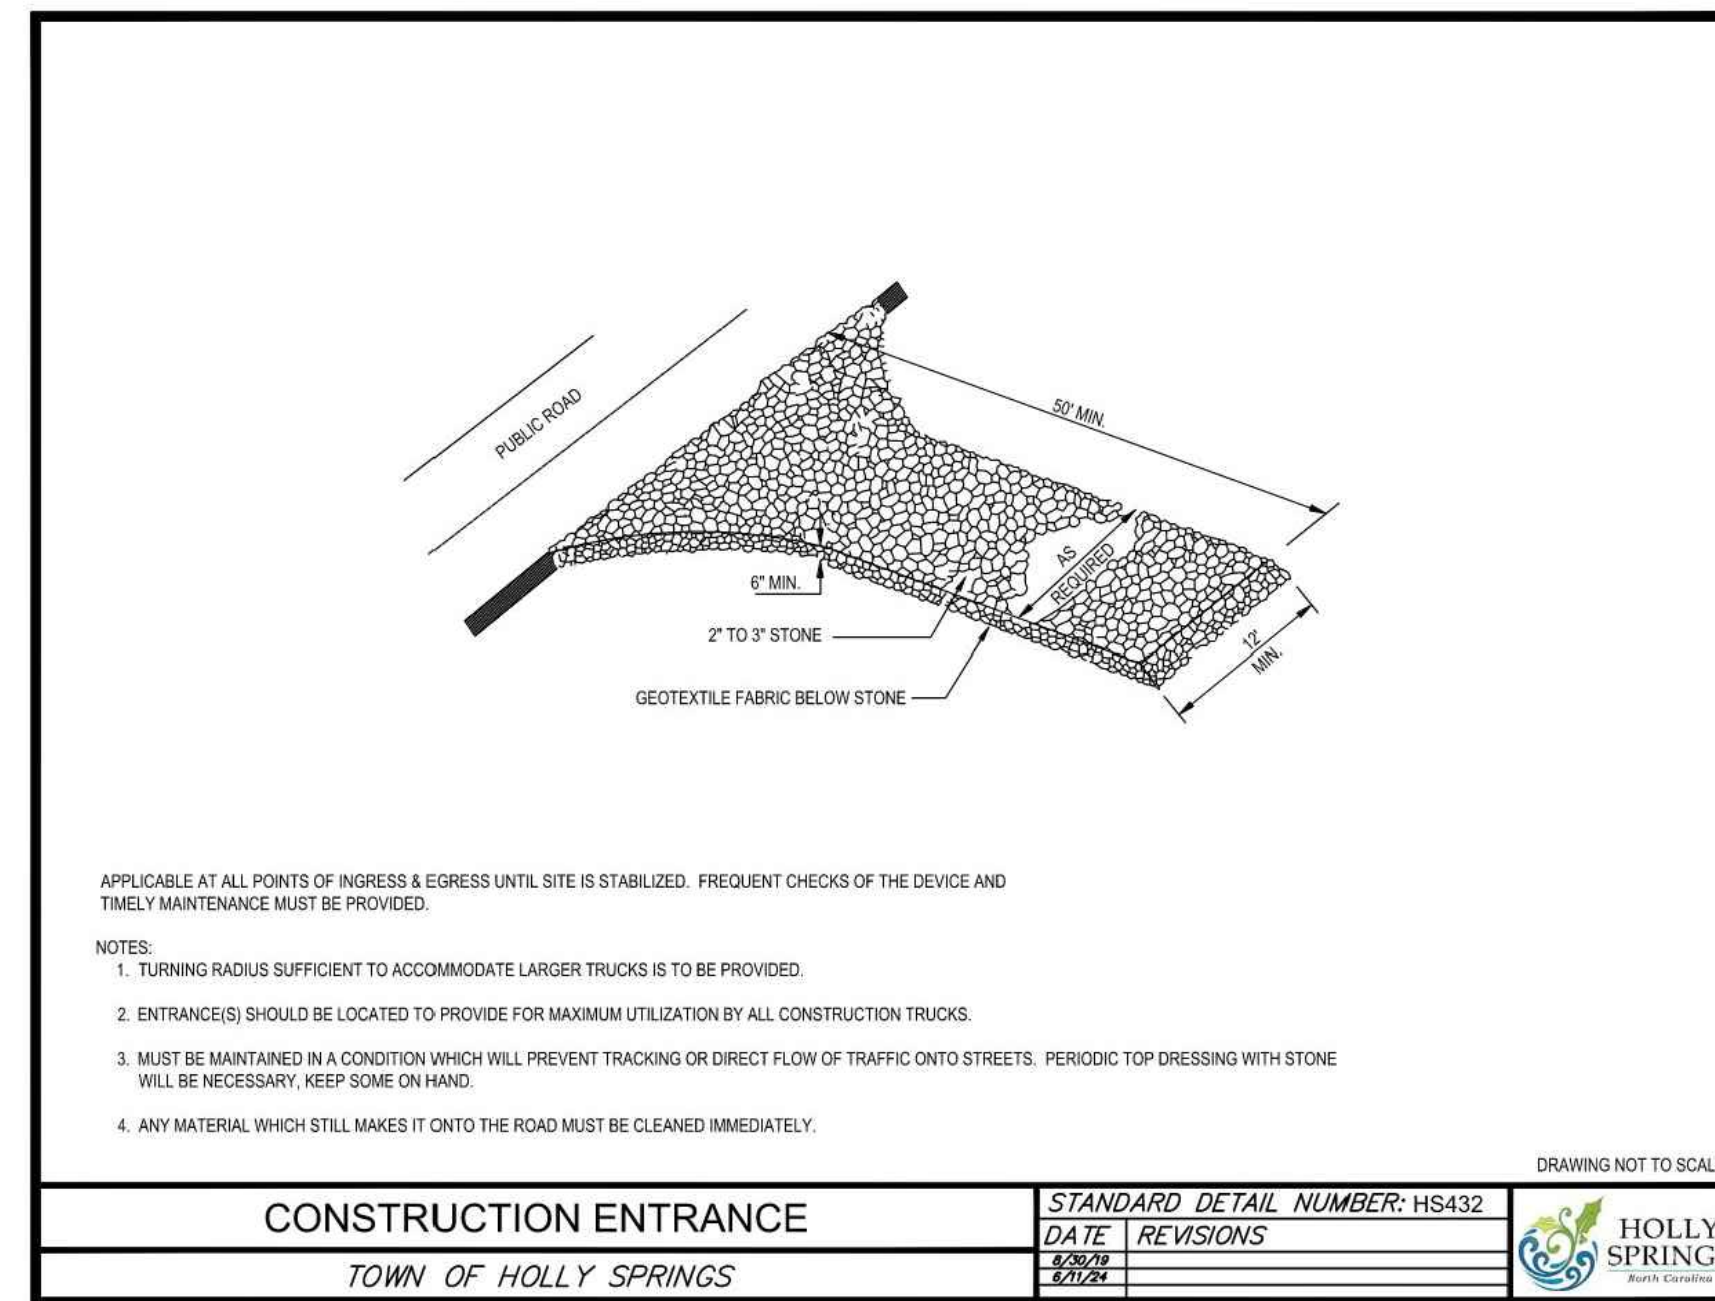 PUBLIC ROAD
50' MIN.
AS
REQUIRED
6" MIN.
12'
MIN.
2" TO 3" STONE
GEOTEXTILE FABRIC BELOW STONE
APPLICABLE AT ALL POINTS OF INGRESS & EGRESS UNTIL SITE IS STABILIZED. FREQUENT CHECKS OF THE DEVICE AND
TIMELY MAINTENANCE MUST BE PROVIDED.
NOTES:
1. TURNING RADIUS SUFFICIENT TO ACCOMMODATE LARGER TRUCKS IS TO BE PROVIDED.
2. ENTRANCE(S) SHOULD BE LOCATED TO PROVIDE FOR MAXIMUM UTILIZATION BY ALL CONSTRUCTION TRUCKS.
3. MUST BE MAINTAINED IN A CONDITION WHICH WILL PREVENT TRACKING OR DIRECT FLOW OF TRAFFIC ONTO STREETS. PERIODIC TOP DRESSING WITH STONE
WILL BE NECESSARY, KEEP SOME ON HAND.
4. ANY MATERIAL WHICH STILL MAKES IT ONTO THE ROAD MUST BE CLEANED IMMEDIATELY.
DRAWING NOT TO SCAL
CONSTRUCTION ENTRANCE
TOWN OF HOLLY SPRINGS
STANDARD DETAIL NUMBER: HS432
DATE REVISIONS
8/30/19
6/11/24
HOLLY
SPRING
North Carolina